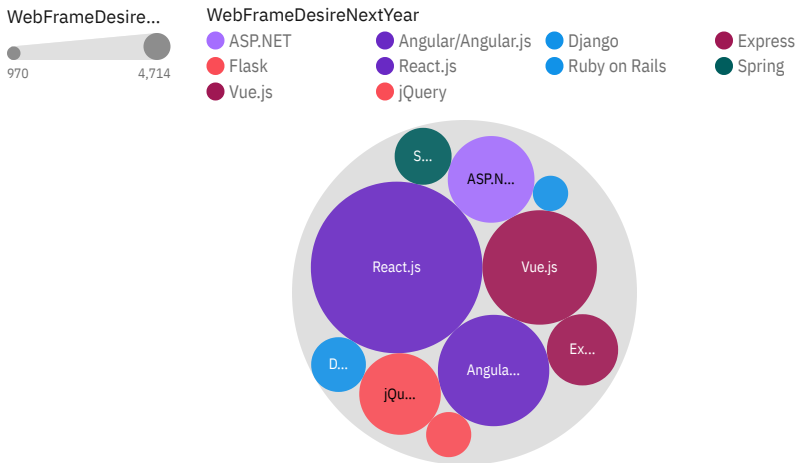 WebFrameDesire...
970 4,714
WebFrameDesireNextYear
ASP.NET Angular/Angular.js Django Express
Flask React.js Ruby on Rails Spring
Vue.js jQuery
S...
ASP.N...
React.js
Vue.js
Ex...
D...
Angula...
jQu...